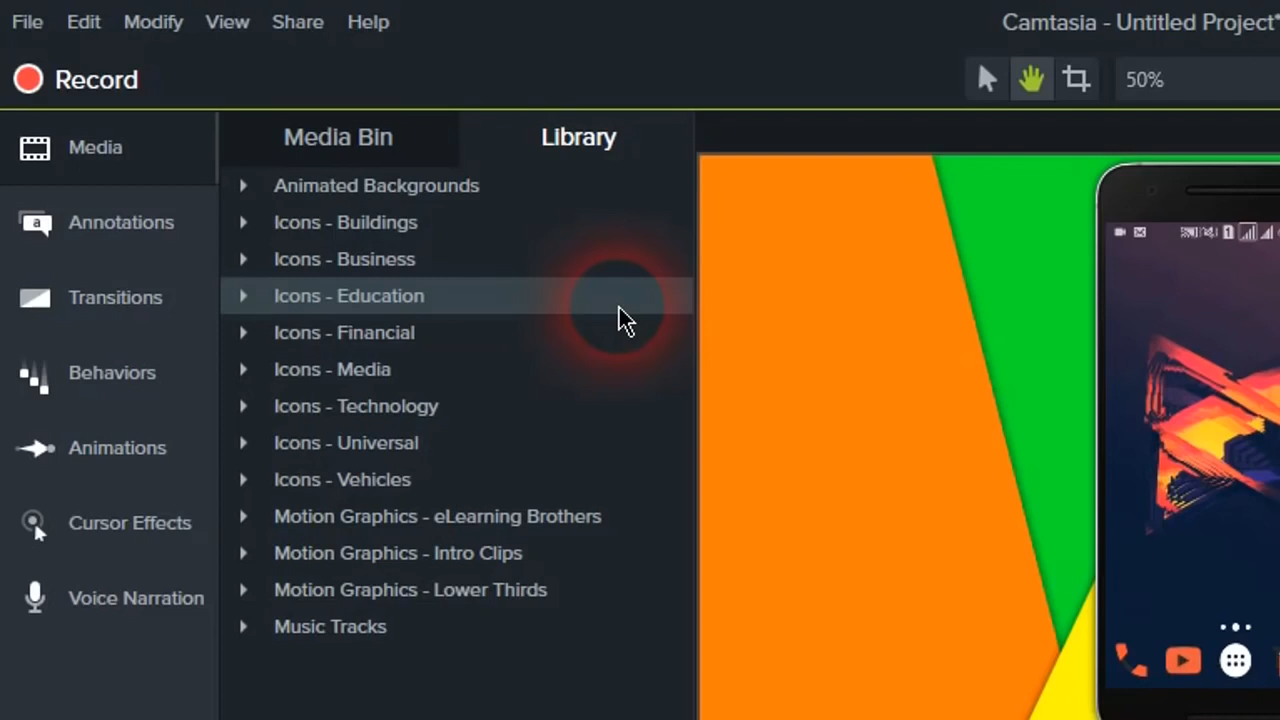 File Edit Modify View Share Help
Camtasia - Untitled Project*
Record
50%
Media
Annotations
Transitions
Behaviors
Animations
Cursor Effects
Voice Narration
Media Bin
Library
Animated Backgrounds
Icons - Buildings
Icons - Business
Icons - Education
Icons - Financial
Icons - Media
Icons - Technology
Icons - Universal
Icons - Vehicles
Motion Graphics - eLearning Brothers
Motion Graphics - Intro Clips
Motion Graphics - Lower Thirds
Music Tracks
a
1